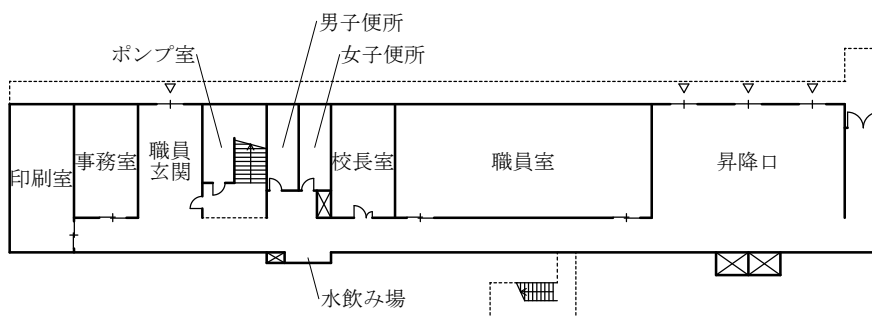 男子便所
ポンプ室
女子便所
印刷室
事務室
職員
玄関
校長室
職員室
昇降口
水飲み場